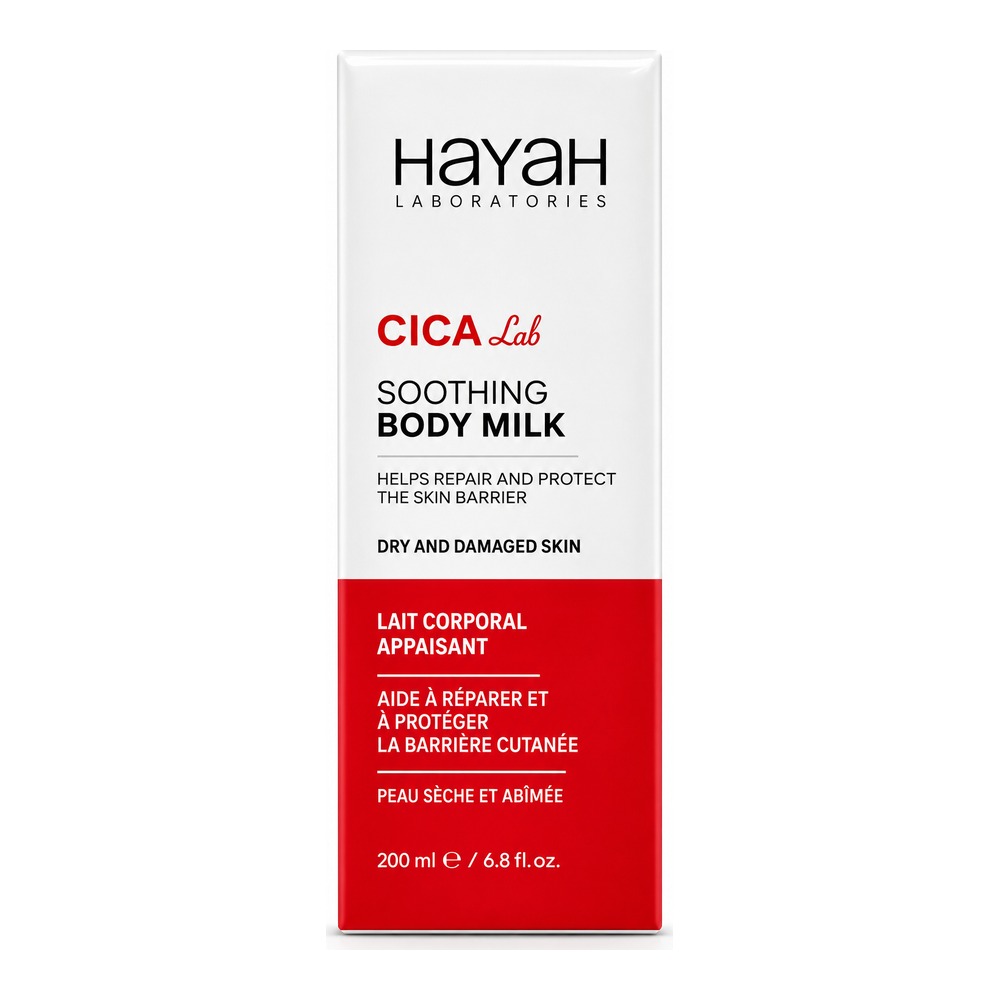 HaYaH
LABORATORIES
CICA Lab
SOOTHING
BODY MILK
HELPS REPAIR AND PROTECT
THE SKIN BARRIER
DRY AND DAMAGED SKIN
LAIT CORPORAL
APPAISANT
AIDE À RÉPARER ET
À PROTÉGER
LA BARRIÈRE CUTANÉE
PEAU SÈCHE ET ABÎMÉE
200 ml ℮ / 6.8 fl. oz.